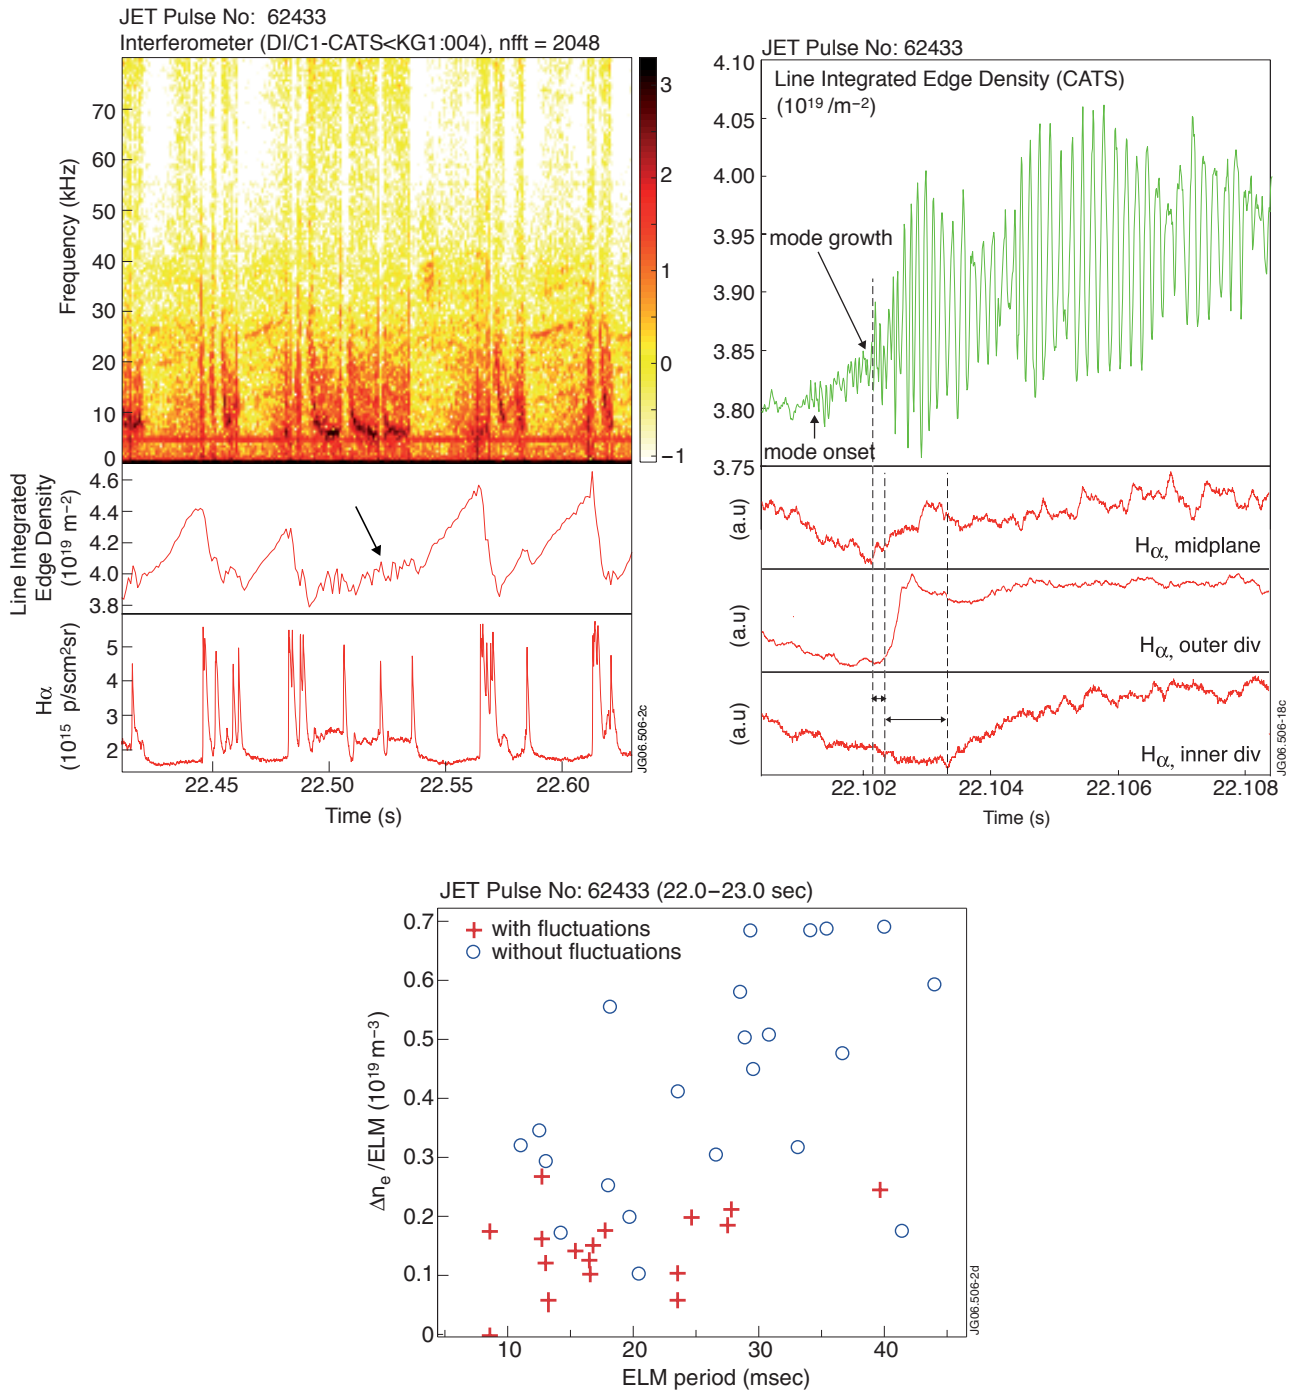 JET Pulse No: 62433
Interferometer (DI/C1-CATS<KG1:004), nfft = 2048
Frequency (kHz)
70
60
50
40
30
20
10
0
3
2
1
0
−1
Line Integrated
Edge Density
(10¹⁹ m⁻²)
4.6
4.4
4.2
4.0
3.8
Hα
(10¹⁵ p/scm²sr)
5
4
3
2
22.45
22.50
22.55
22.60
Time (s)
JG06.506-2c
JET Pulse No: 62433
Line Integrated Edge Density (CATS)
(10¹⁹ /m⁻²)
4.10
4.05
4.00
3.95
3.90
3.85
3.80
3.75
mode growth
mode onset
(a.u)
Hα, midplane
(a.u)
Hα, outer div
(a.u)
Hα, inner div
22.102
22.104
22.106
22.108
Time (s)
JG06.506-18c
JET Pulse No: 62433 (22.0−23.0 sec)
with fluctuations
without fluctuations
Δnₑ/ELM (10¹⁹ m⁻³)
0.7
0.6
0.5
0.4
0.3
0.2
0.1
0
10
20
30
40
ELM period (msec)
JG06.506-2d